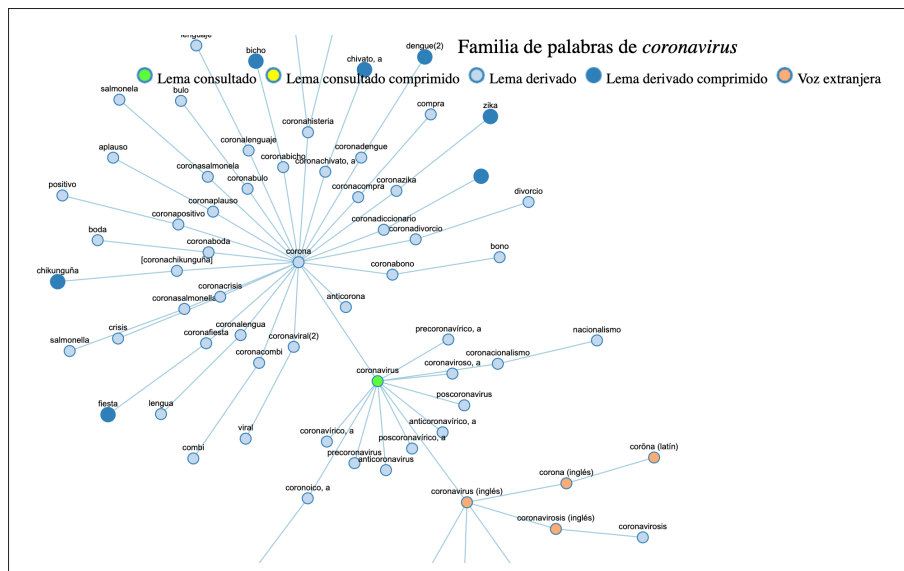 lenguaje
Familia de palabras de coronavirus
bicho
chivato, a
dengue(2)
Lema consultado
Lema consultado comprimido
Lema derivado
Lema derivado comprimido
Voz extranjera
salmonela
bulo
compra
zika
coronahisteria
aplauso
coronalenguaje
coronabicho
coronachivato, a
coronadengue
coronasalmonela
coronabulo
coronacompra
coronazika
positivo
divorcio
coronaplauso
coronapositivo
coronadiccionario
coronadivorcio
boda
coronaboda
bono
[coronachikunguña]
corona
coronabono
chikunguña
coronacrisis
coronasalmonella
anticorona
salmonella
crisis
coronafiesta
coronalengua
coronaviral(2)
coronacombi
precoronavírico, a
nacionalismo
coronacionalismo
coronaviroso, a
coronavirus
fiesta
lengua
poscoronavirus
viral
combi
coronavírico, a
anticoronavírico, a
poscoronavírico, a
precoronavirus
anticoronavirus
coronoico, a
coronavirus (inglés)
corona (inglés)
corōna (latín)
coronavirosis (inglés)
coronavirosis